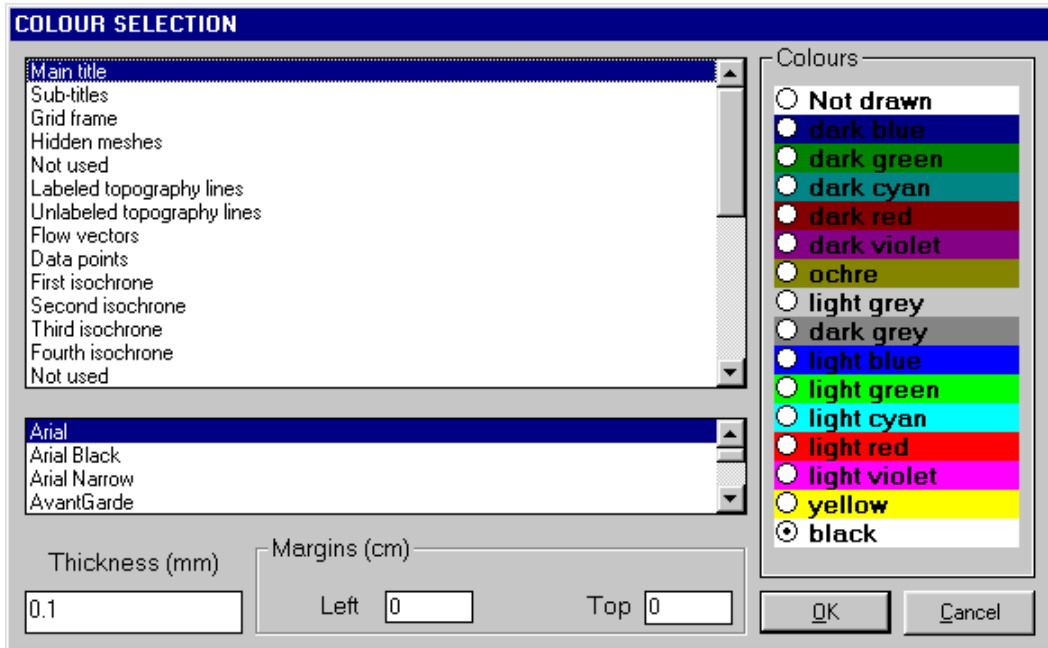 COLOUR SELECTION
Main title
Sub-titles
Grid frame
Hidden meshes
Not used
Labeled topography lines
Unlabeled topography lines
Flow vectors
Data points
First isochrone
Second isochrone
Third isochrone
Fourth isochrone
Not used
Arial
Arial Black
Arial Narrow
AvantGarde
Thickness (mm)
0.1
Margins (cm)
Left 0
Top 0
Colours
Not drawn
dark blue
dark green
dark cyan
dark red
dark violet
ochre
light grey
dark grey
light blue
light green
light cyan
light red
light violet
yellow
black
OK
Cancel